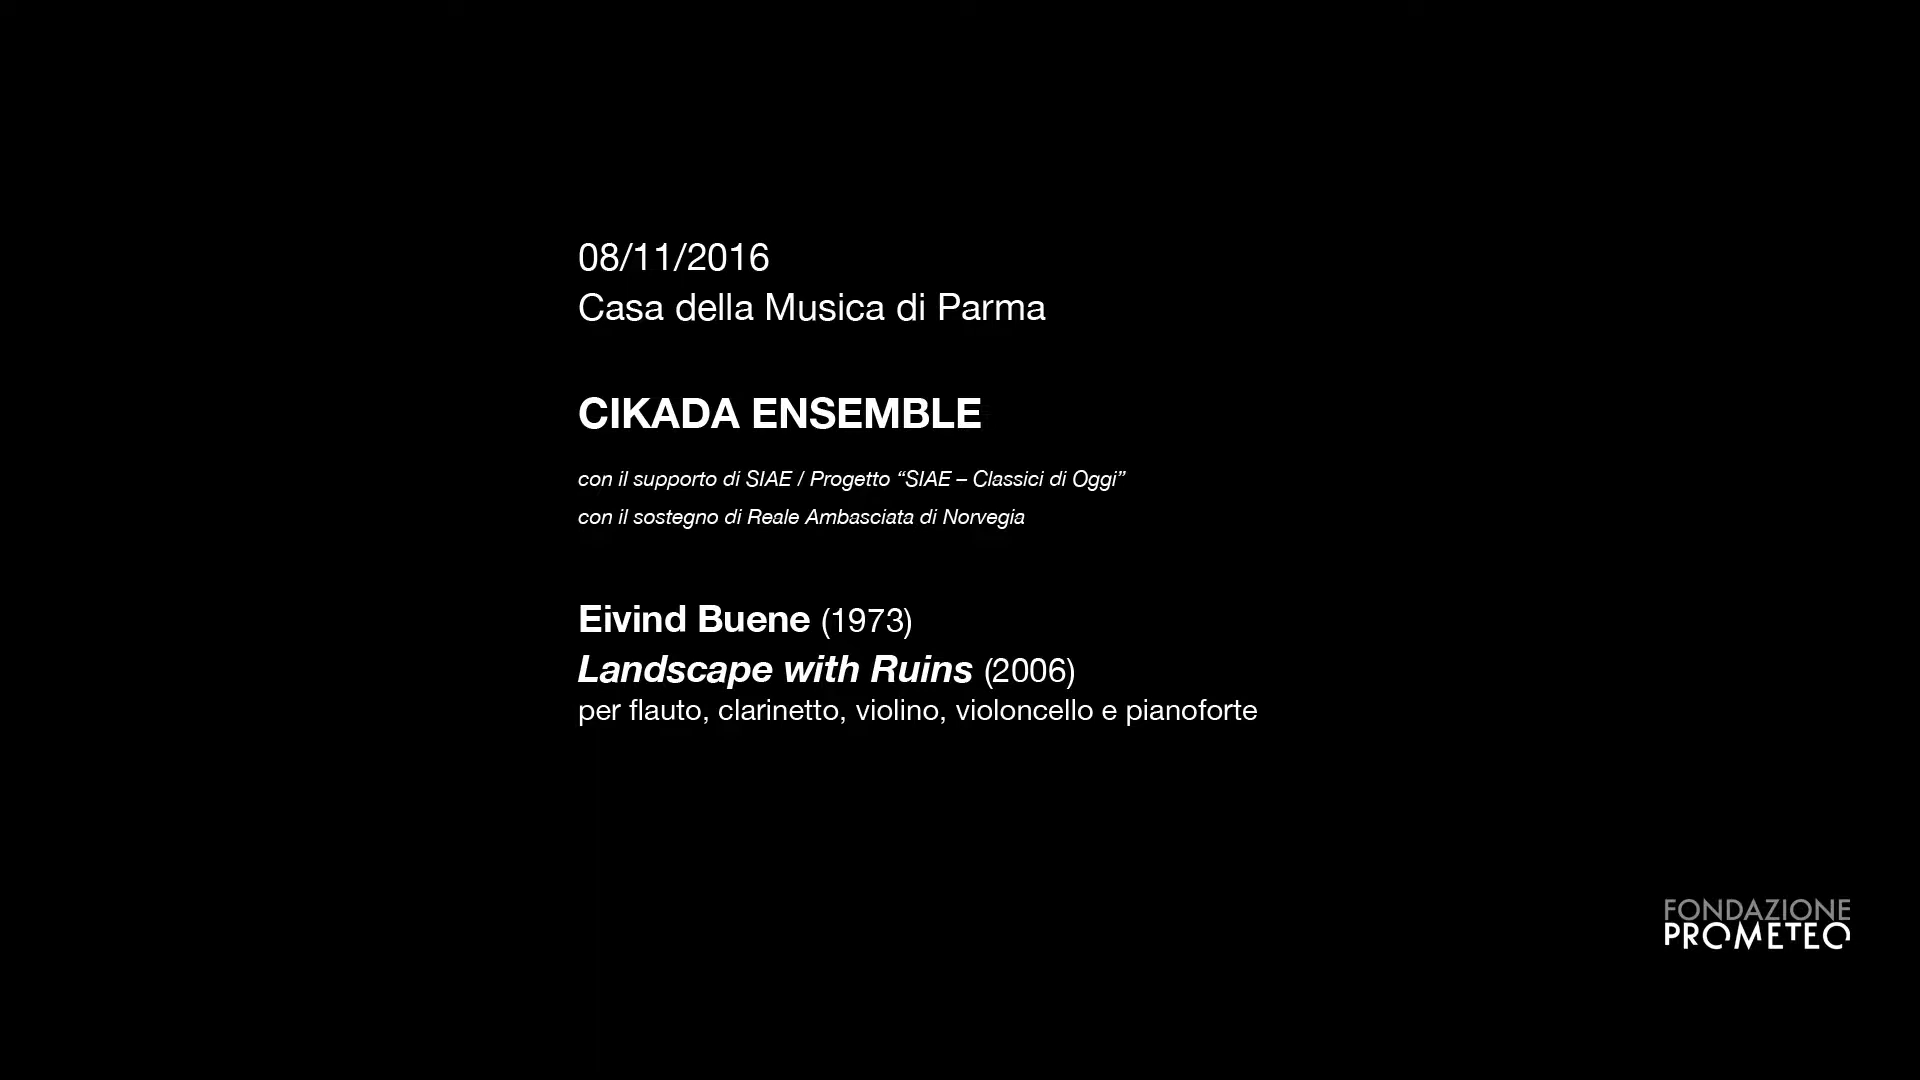 08/11/2016
Casa della Musica di Parma
CIKADA ENSEMBLE
con il supporto di SIAE / Progetto “SIAE – Classici di Oggi”
con il sostegno di Reale Ambasciata di Norvegia
Eivind Buene (1973)
Landscape with Ruins (2006)
per flauto, clarinetto, violino, violoncello e pianoforte
FONDAZIONE
PROMETEO